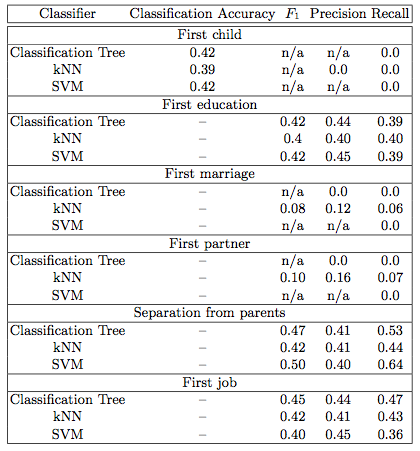 Classifier Classification Accuracy F₁ Precision Recall
First child
Classification Tree 0.42 n/a n/a 0.0
kNN 0.39 n/a 0.0 0.0
SVM 0.42 n/a n/a 0.0
First education
Classification Tree – 0.42 0.44 0.39
kNN – 0.4 0.40 0.40
SVM – 0.42 0.45 0.39
First marriage
Classification Tree – n/a 0.0 0.0
kNN – 0.08 0.12 0.06
SVM – n/a n/a 0.0
First partner
Classification Tree – n/a 0.0 0.0
kNN – 0.10 0.16 0.07
SVM – n/a n/a 0.0
Separation from parents
Classification Tree – 0.47 0.41 0.53
kNN – 0.42 0.41 0.44
SVM – 0.50 0.40 0.64
First job
Classification Tree – 0.45 0.44 0.47
kNN – 0.42 0.41 0.43
SVM – 0.40 0.45 0.36